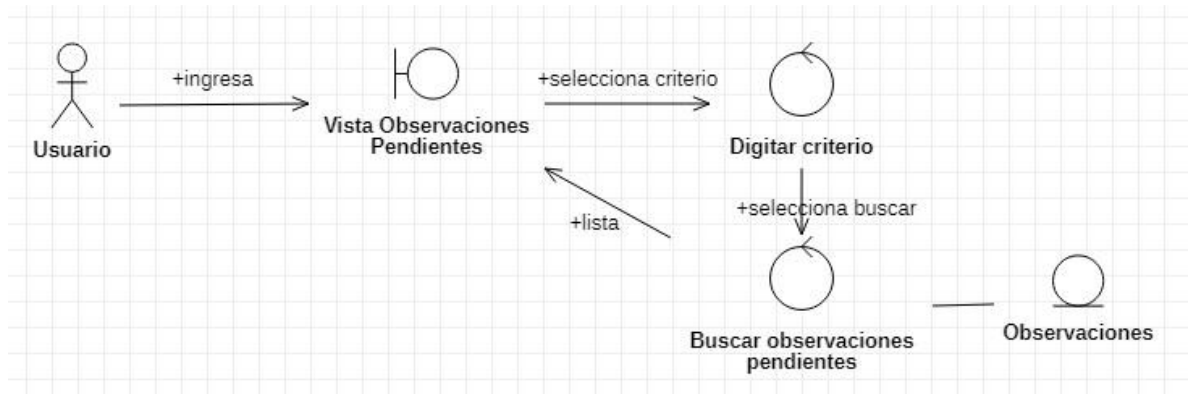 +ingresa
+selecciona criterio
Usuario
Vista Observaciones
Pendientes
Digitar criterio
+lista
+selecciona buscar
Buscar observaciones
pendientes
Observaciones